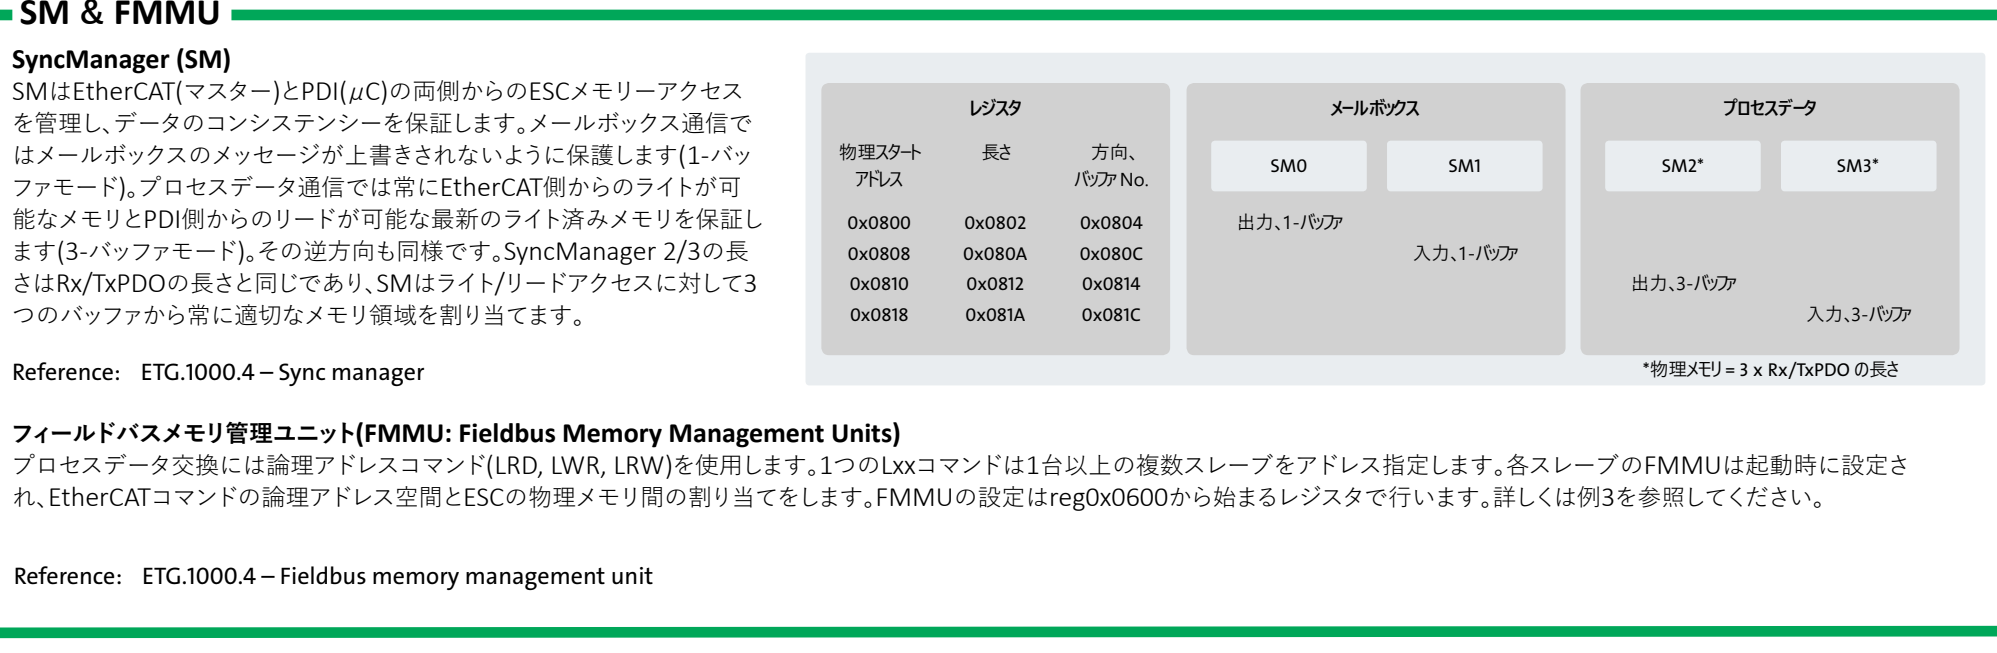 SM & FMMU
SyncManager (SM)
SMはEtherCAT(マスター)とPDI(μC)の両側からのESCメモリーアクセス
を管理し、データのコンシステンシーを保証します。メールボックス通信で
はメールボックスのメッセージが上書きされないように保護します(1-バッ
ファモード)。プロセスデータ通信では常にEtherCAT側からのライトが可
能なメモリとPDI側からのリードが可能な最新のライト済みメモリを保証し
ます(3-バッファモード)。その逆方向も同様です。SyncManager 2/3の長
さはRx/TxPDOの長さと同じであり、SMはライト/リードアクセスに対して3
つのバッファから常に適切なメモリ領域を割り当てます。
Reference: ETG.1000.4 – Sync manager
レジスタ メールボックス プロセスデータ
物理スタート 長さ 方向、
アドレス バッファ No.
SM0 SM1 SM2* SM3*
0x0800 0x0802 0x0804 出力、1-バッファ
0x0808 0x080A 0x080C 入力、1-バッファ
0x0810 0x0812 0x0814 出力、3-バッファ
0x0818 0x081A 0x081C 入力、3-バッファ
*物理メモリ = 3 x Rx/TxPDO の長さ
フィールドバスメモリ管理ユニット(FMMU: Fieldbus Memory Management Units)
プロセスデータ交換には論理アドレスコマンド(LRD, LWR, LRW)を使用します。1つのLxxコマンドは1台以上の複数スレーブをアドレス指定します。各スレーブのFMMUは起動時に設定さ
れ、EtherCATコマンドの論理アドレス空間とESCの物理メモリ間の割り当てをします。FMMUの設定はreg0x0600から始まるレジスタで行います。詳しくは例3を参照してください。
Reference: ETG.1000.4 – Fieldbus memory management unit